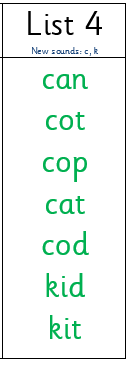 List 4
New sounds: c, k
can
cot
cop
cat
cod
kid
kit